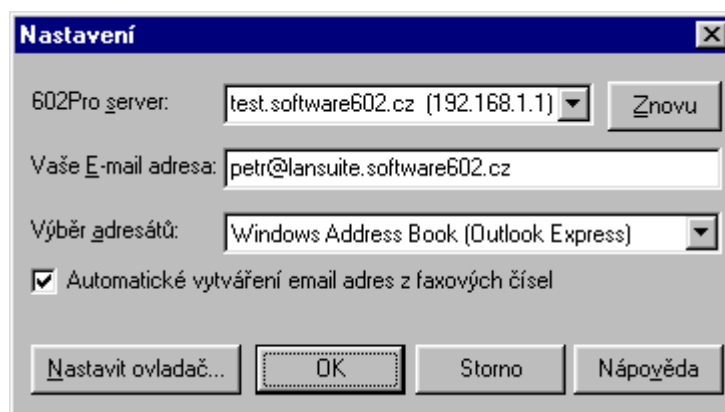 Nastavení
602Pro server: test.software602.cz (192.168.1.1) Znovu
Vaše E-mail adresa: petr@lansuite.software602.cz
Výběr adresátů: Windows Address Book (Outlook Express)
Automatické vytváření email adres z faxových čísel
Nastavit ovladač... OK Storno Nápověda